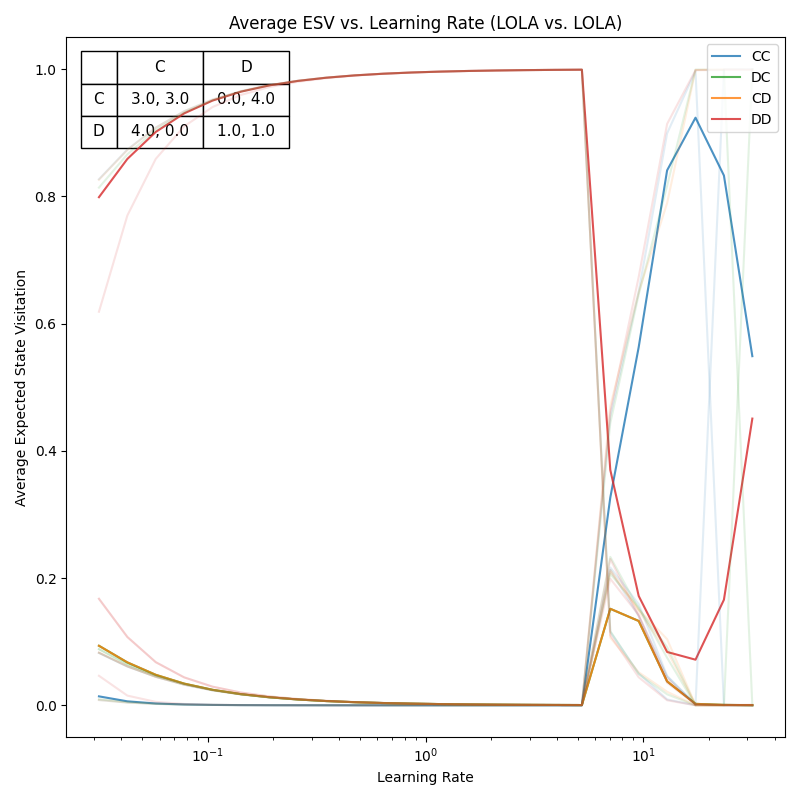 Average ESV vs. Learning Rate (LOLA vs. LOLA)
C D
C 3.0, 3.0 0.0, 4.0
D 4.0, 0.0 1.0, 1.0
CC
DC
CD
DD
Average Expected State Visitation
1.0
0.8
0.6
0.4
0.2
0.0
10⁻¹ 10⁰ 10¹
Learning Rate